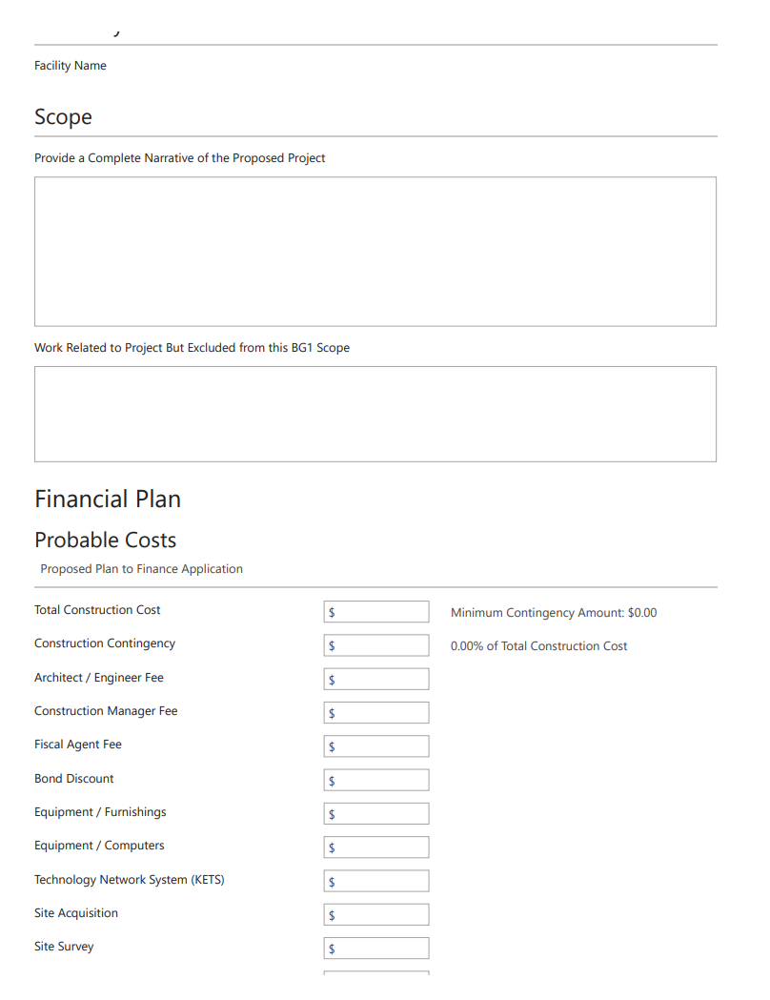 Facility Name
Scope
Provide a Complete Narrative of the Proposed Project
Work Related to Project But Excluded from this BG1 Scope
Financial Plan
Probable Costs
Proposed Plan to Finance Application
Total Construction Cost $ Minimum Contingency Amount: $0.00
Construction Contingency $ 0.00% of Total Construction Cost
Architect / Engineer Fee $
Construction Manager Fee $
Fiscal Agent Fee $
Bond Discount $
Equipment / Furnishings $
Equipment / Computers $
Technology Network System (KETS) $
Site Acquisition $
Site Survey $